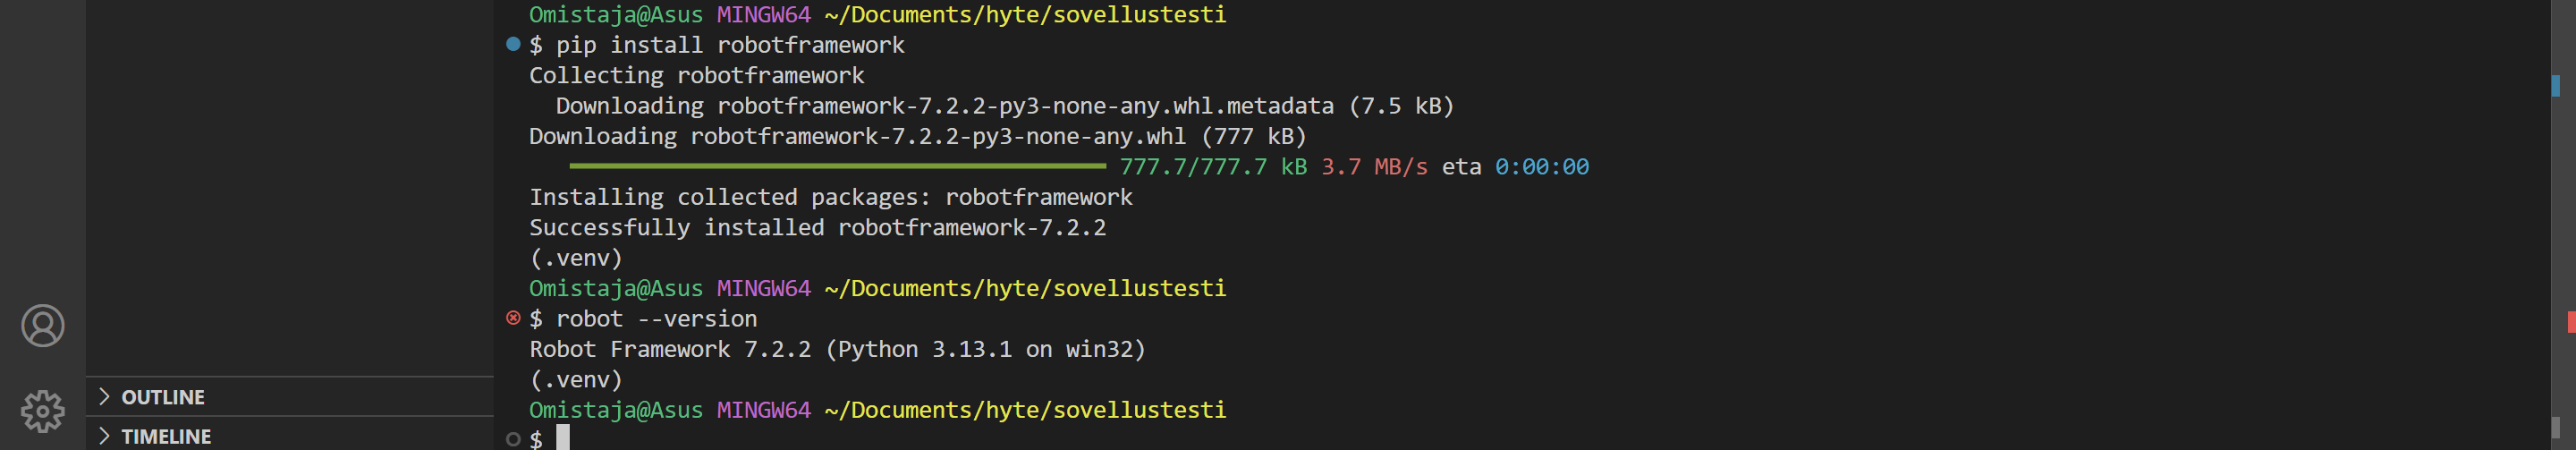 Omistaja@Asus MINGW64 ~/Documents/hyte/sovellustesti
$ pip install robotframework
Collecting robotframework
  Downloading robotframework-7.2.2-py3-none-any.whl.metadata (7.5 kB)
Downloading robotframework-7.2.2-py3-none-any.whl (777 kB)
777.7/777.7 kB 3.7 MB/s eta 0:00:00
Installing collected packages: robotframework
Successfully installed robotframework-7.2.2
(.venv)
Omistaja@Asus MINGW64 ~/Documents/hyte/sovellustesti
$ robot --version
Robot Framework 7.2.2 (Python 3.13.1 on win32)
(.venv)
Omistaja@Asus MINGW64 ~/Documents/hyte/sovellustesti
$
OUTLINE
TIMELINE